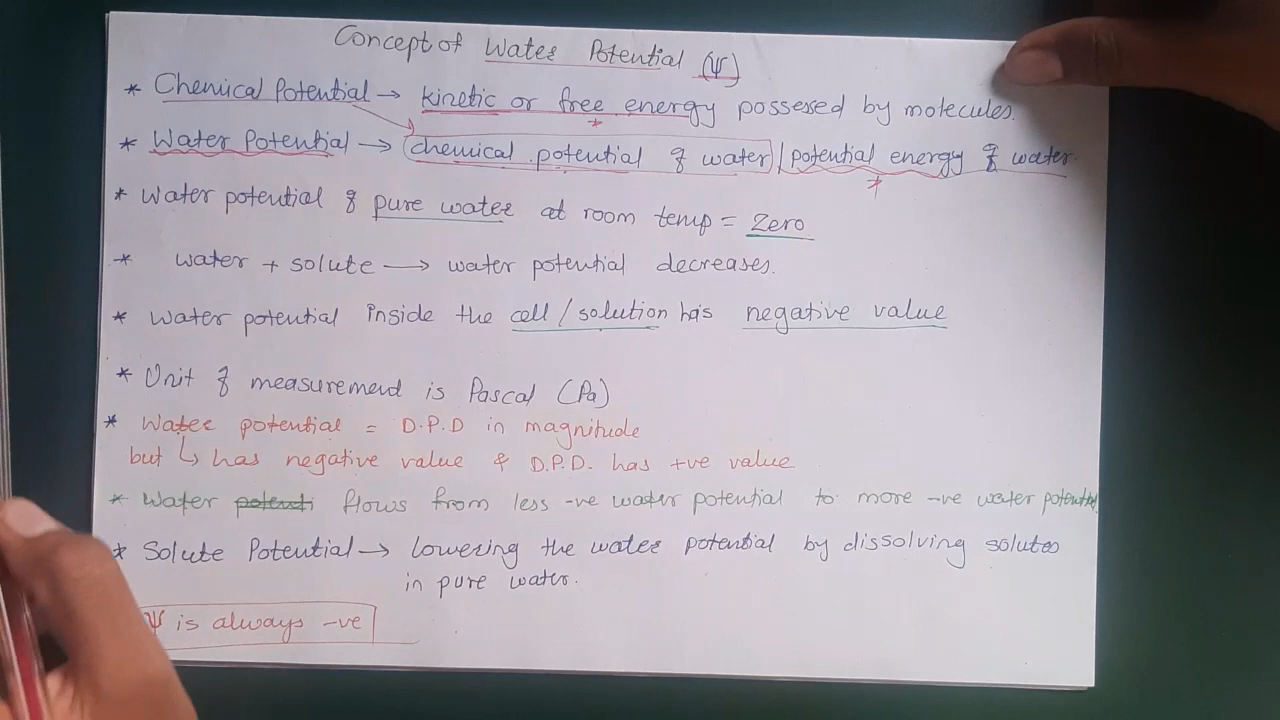 Concept of Water Potential (Ψ)
* Chemical Potential → kinetic or free energy possessed by molecules.
* Water Potential → chemical potential of water / potential energy of water.
* Water potential of pure water at room temp = Zero
* water + solute → water potential decreases.
* Water potential inside the cell / solution has negative value
* Unit of measurement is Pascal (Pa)
* Water potential = D.P.D in magnitude
but ↳ has negative value & D.P.D. has +ve value
* Water potenti flows from less -ve water potential to more -ve water potential
* Solute Potential → lowering the water potential by dissolving solutes
in pure water.
Ψ is always -ve